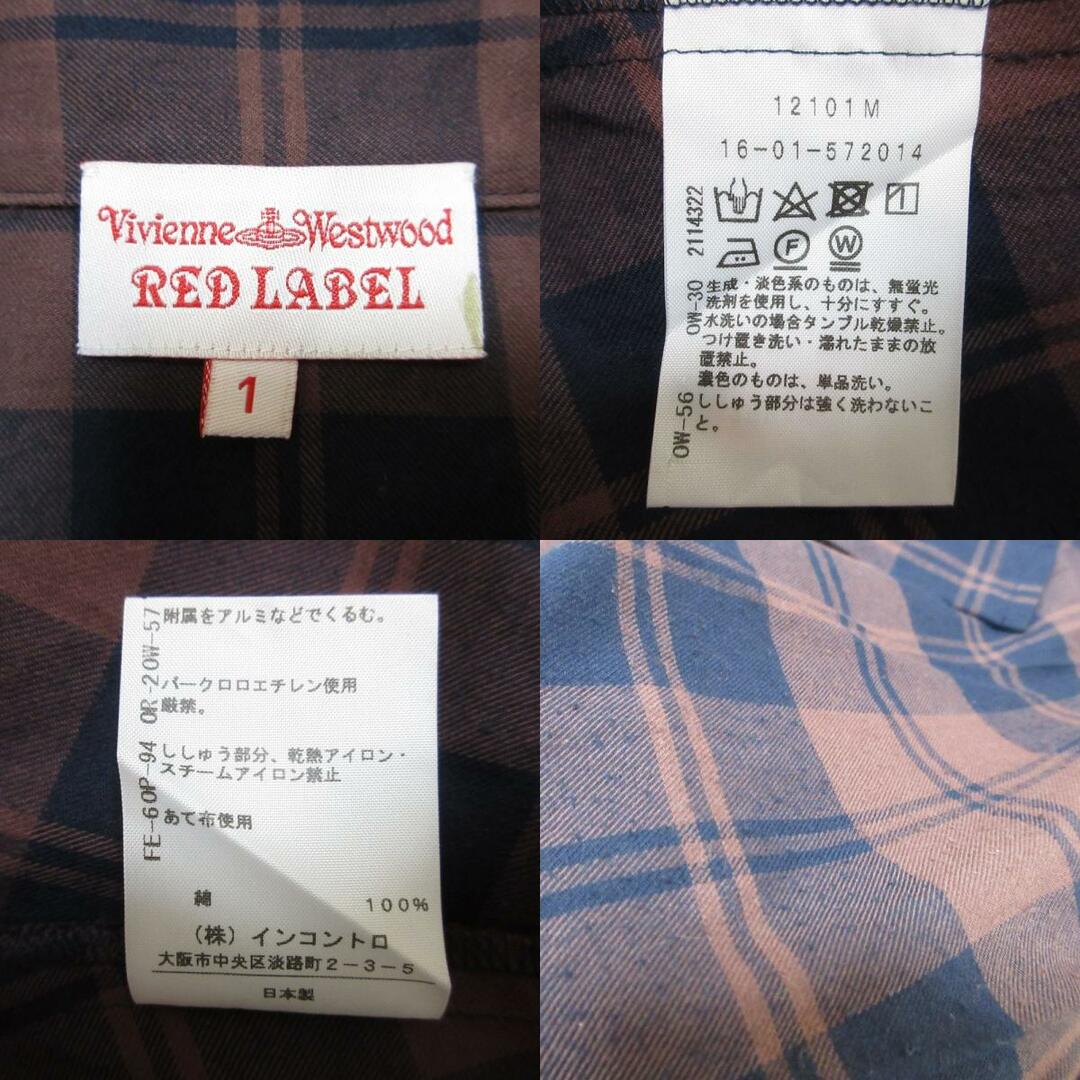 Vivienne Westwood
RED LABEL
1
12101M
16-01-572014
2114322
F
W
OW-30
生成・淡色系のものは、無蛍光
洗剤を使用し、十分にすすぐ。
水洗いの場合タンブル乾燥禁止。
つけ置き洗い・濡れたままの放
置禁止。
濃色のものは、単品洗い。
OW-56
ししゅう部分は強く洗わないこ
と。
OR-20W-57
附属をアルミなどでくるむ。
パークロロエチレン使用
厳禁。
FE-60P-94
ししゅう部分、乾熱アイロン・
スチームアイロン禁止
あて布使用
綿 100%
(株)インコントロ
大阪市中央区淡路町2-3-5
日本製